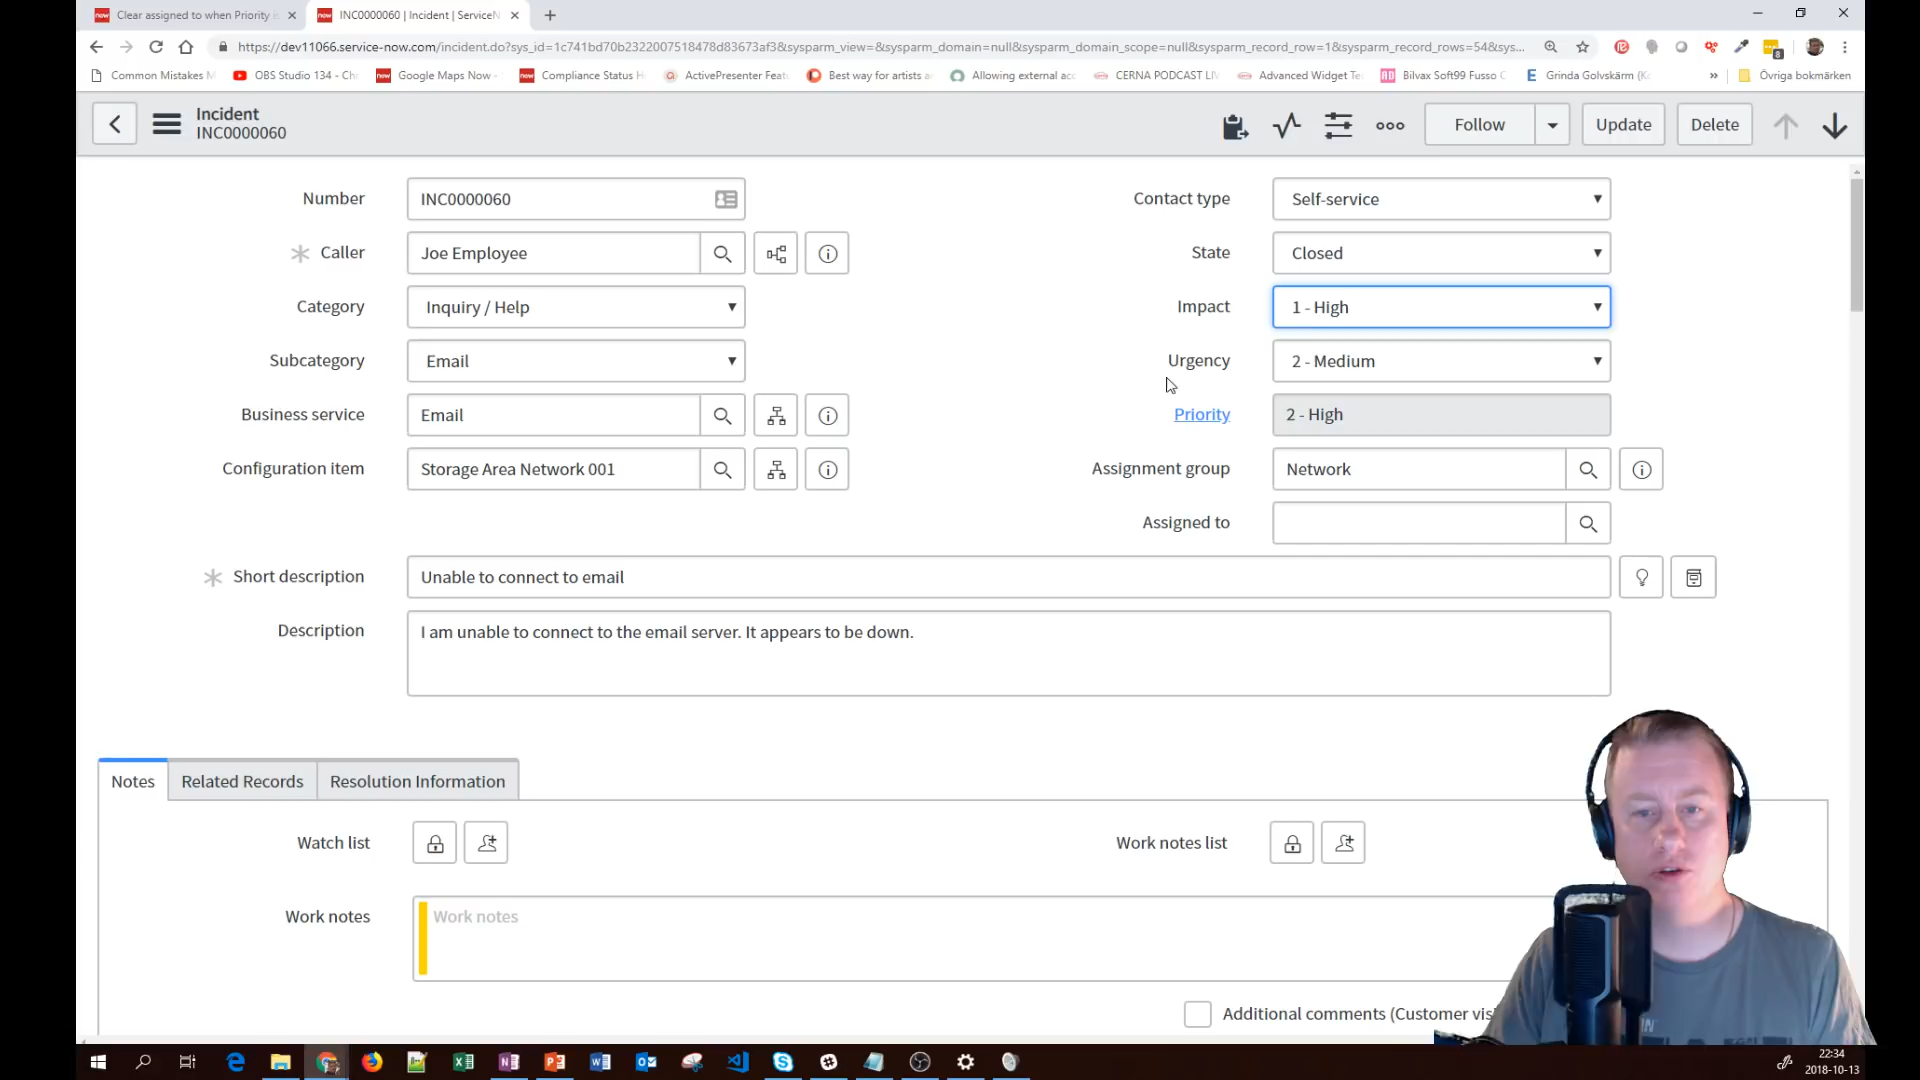 Clear assigned to when Priority is
INC0000060 | Incident | ServiceN
https://dev11066.service-now.com/incident.do?sys_id=1c741bd70b2322007518478d83673af3&sysparm_view=&sysparm_domain=null&sysparm_domain_scope=null&sysparm_record_row=1&sysparm_record_rows=54&sys...
8
Common Mistakes M
OBS Studio 134 - Chr
Google Maps Now -
Compliance Status H
ActivePresenter Feat
Best way for artists a
Allowing external acc
CERNA PODCAST LIV
Advanced Widget Te
Bilvax Soft99 Fusso C
Grinda Golvskärm (Ko
»
Övriga bokmärken
Incident
INC0000060
Follow
Update
Delete
Number
INC0000060
Contact type
Self-service
Caller
Joe Employee
State
Closed
Category
Inquiry / Help
Impact
1 - High
Subcategory
Email
Urgency
2 - Medium
Business service
Email
Priority
2 - High
Configuration item
Storage Area Network 001
Assignment group
Network
Assigned to
Short description
Unable to connect to email
Description
I am unable to connect to the email server. It appears to be down.
Notes
Related Records
Resolution Information
Watch list
Work notes list
Work notes
Work notes
Additional comments (Customer vis
22:34
2018-10-13